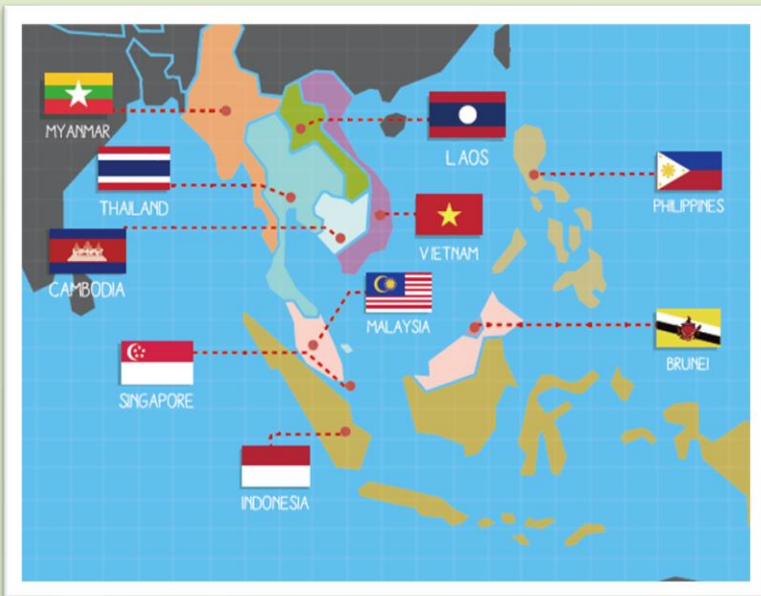 MYANMAR
LAOS
THAILAND
PHILIPPINES
VIETNAM
CAMBODIA
MALAYSIA
BRUNEI
SINGAPORE
INDONESIA